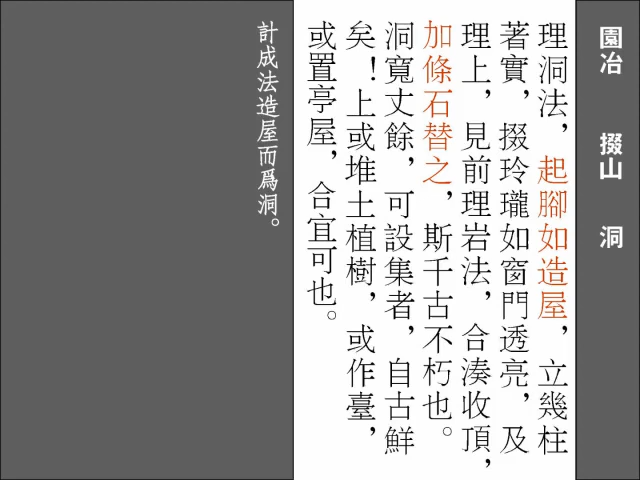 園冶　掇山　洞
理洞法，起腳如造屋，立幾柱
著實，掇玲瓏如窗門透亮，及
理上，見前理岩法，合湊收頂，
加條石替之，斯千古不朽也。
洞寬丈餘，可設集者，自古鮮
矣！上或堆土植樹，或作臺，
或置亭屋，合宜可也。
計成法造屋而爲洞。